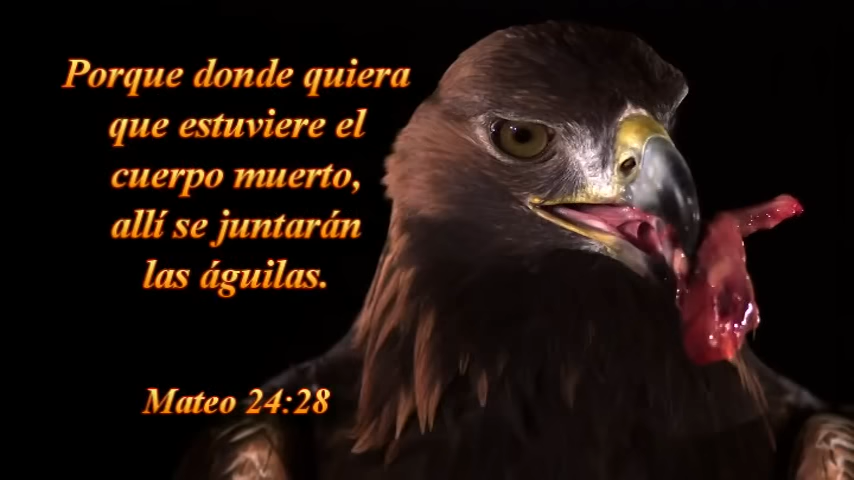 Porque donde quiera
que estuviere el
cuerpo muerto,
allí se juntarán
las águilas.
Mateo 24:28